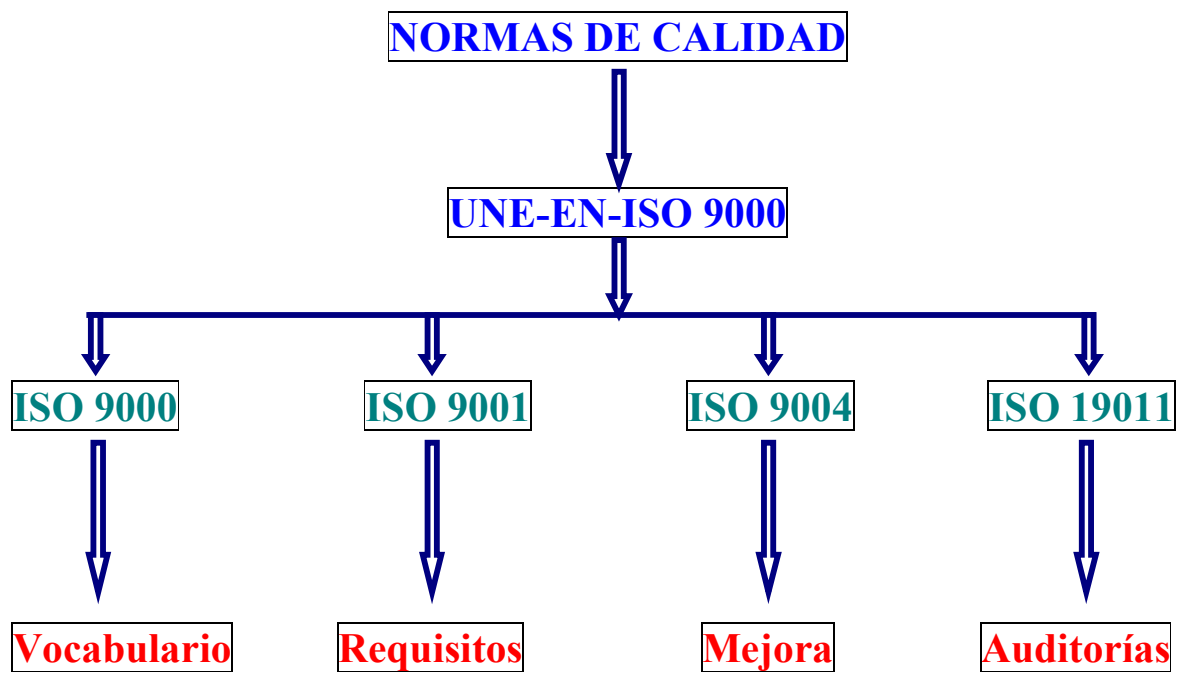 NORMAS DE CALIDAD
UNE-EN-ISO 9000
ISO 9000
ISO 9001
ISO 9004
ISO 19011
Vocabulario
Requisitos
Mejora
Auditorías